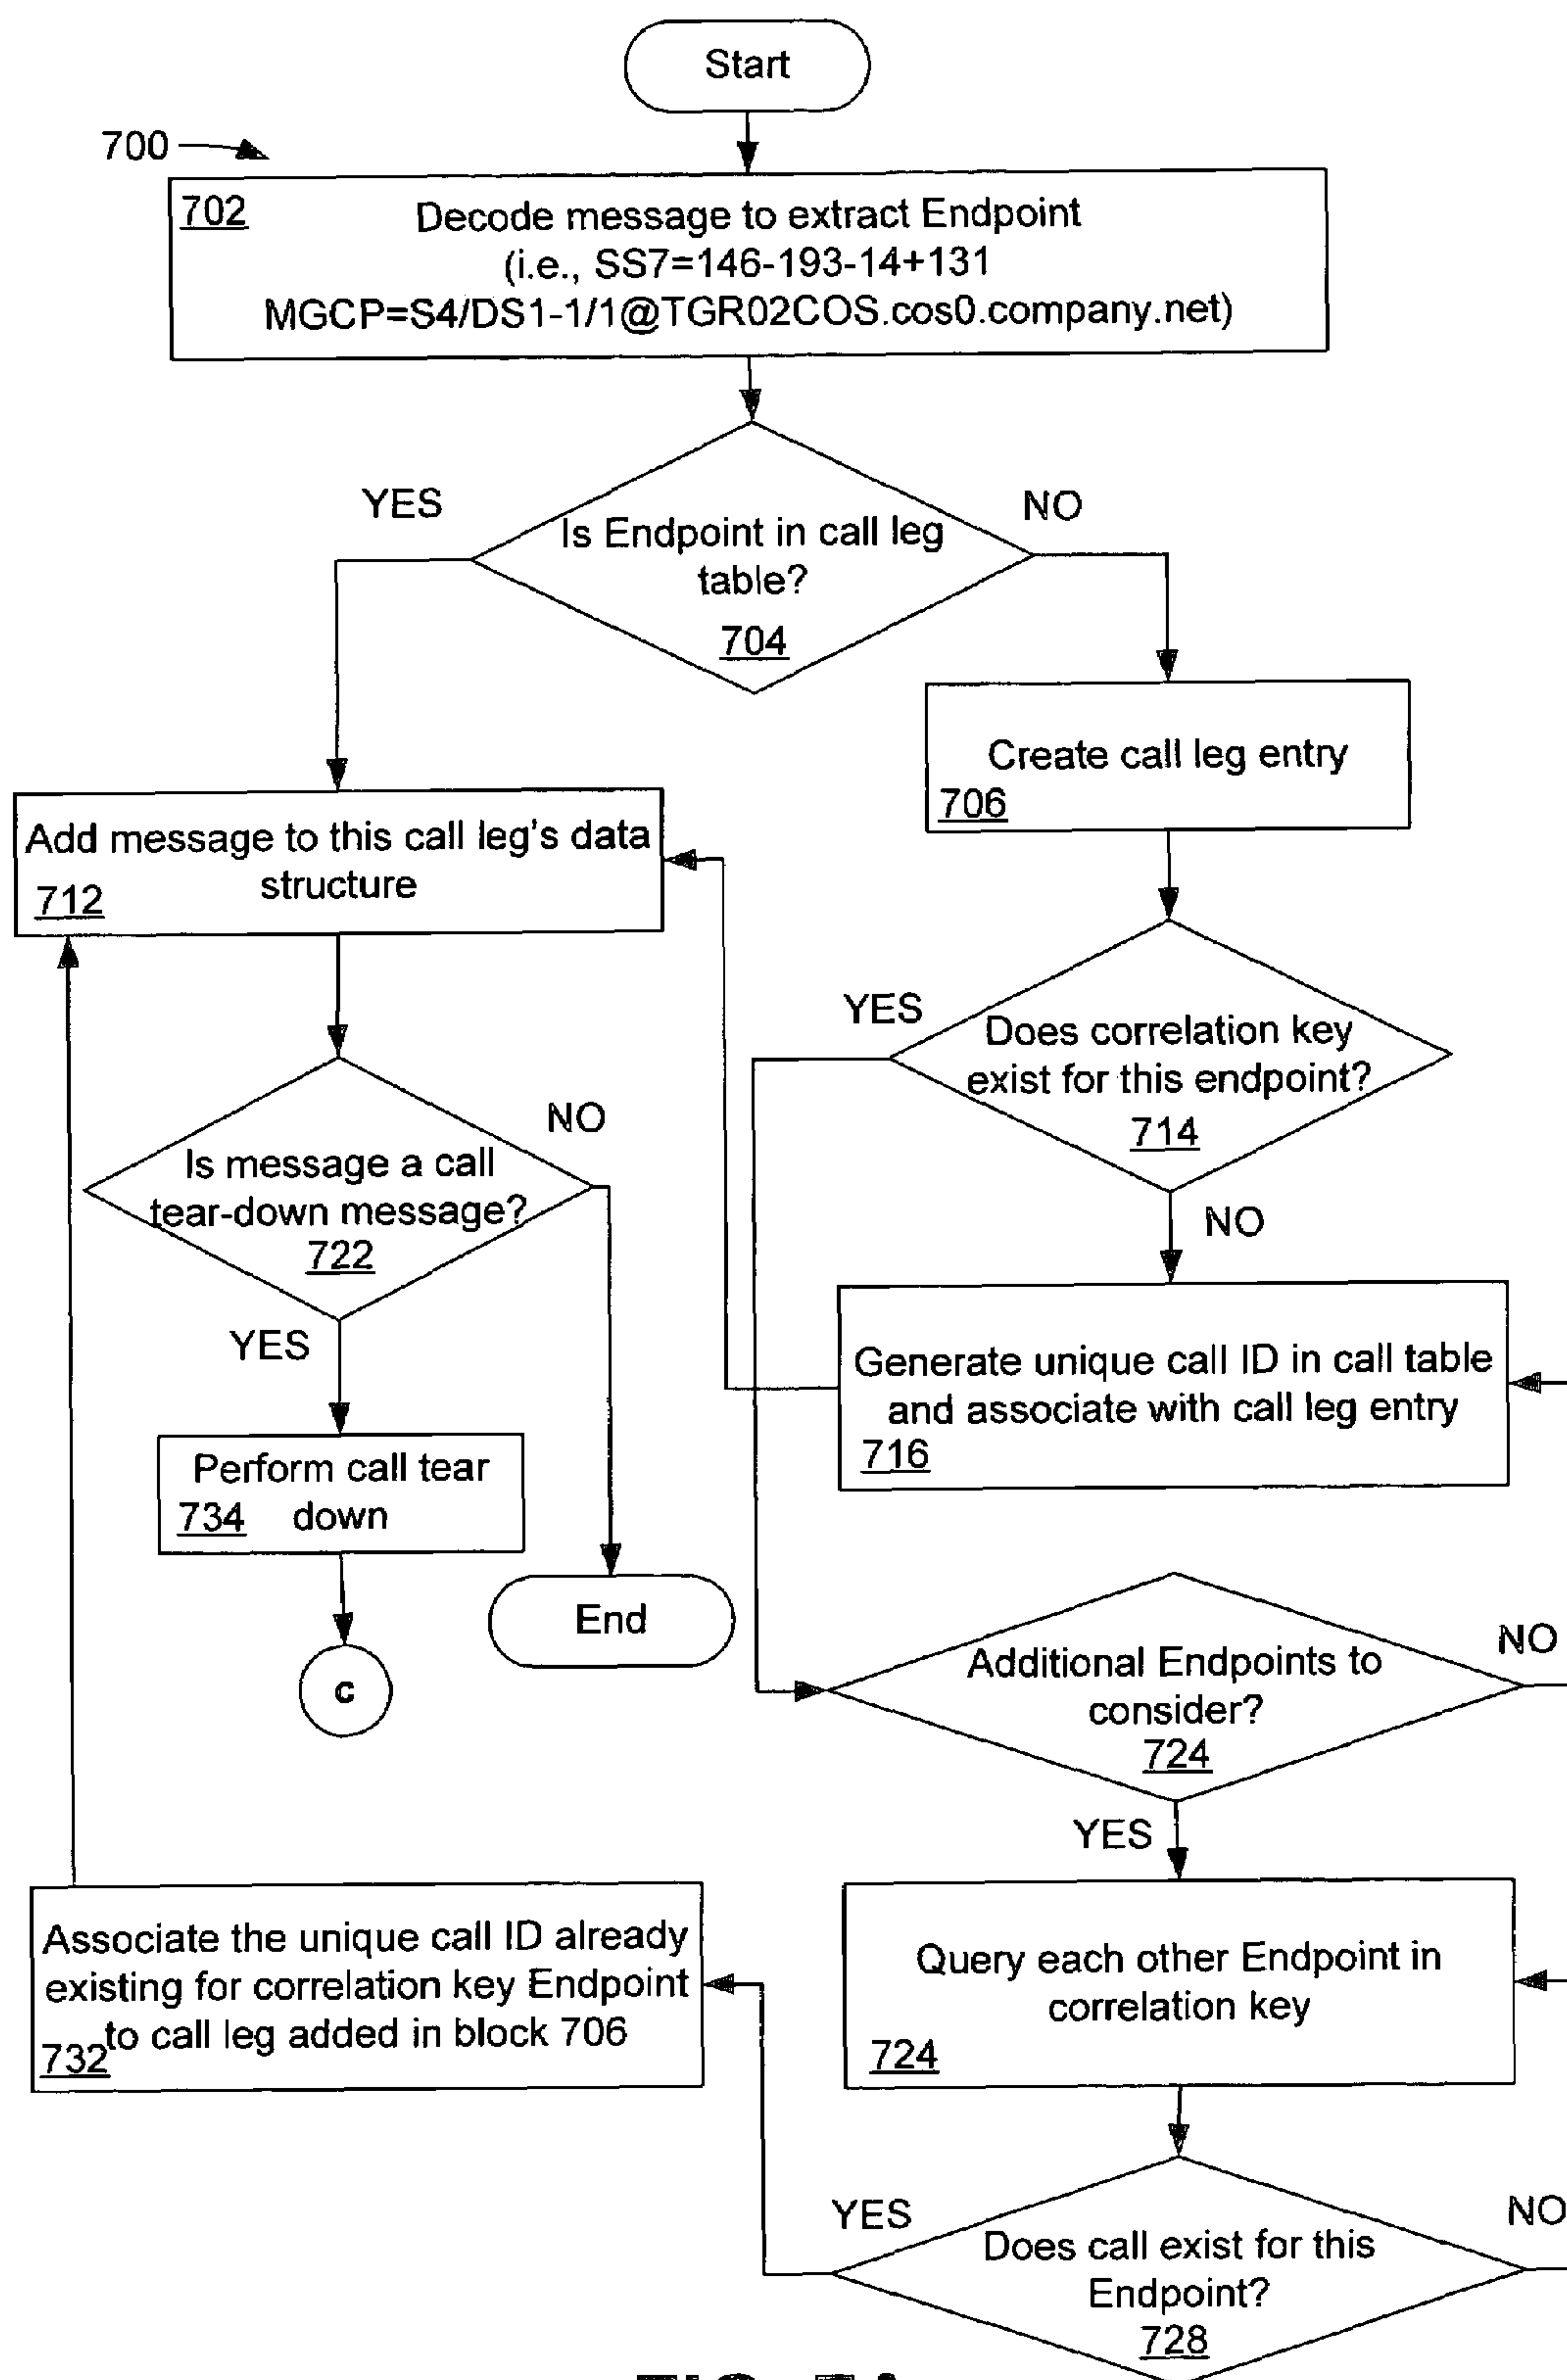 Start
700
702
Decode message to extract Endpoint
(i.e., SS7=146-193-14+131
MGCP=S4/DS1-1/1@TGR02COS.cos0.company.net)
YES
NO
Is Endpoint in call leg
table?
704
Create call leg entry
706
Add message to this call leg's data
structure
712
YES
Does correlation key
exist for this endpoint?
714
NO
NO
Is message a call
tear-down message?
722
YES
Generate unique call ID in call table
and associate with call leg entry
716
Perform call tear
down
734
End
c
NO
Additional Endpoints to
consider?
724
YES
Associate the unique call ID already
existing for correlation key Endpoint
to call leg added in block 706
732
Query each other Endpoint in
correlation key
724
YES
NO
Does call exist for this
Endpoint?
728